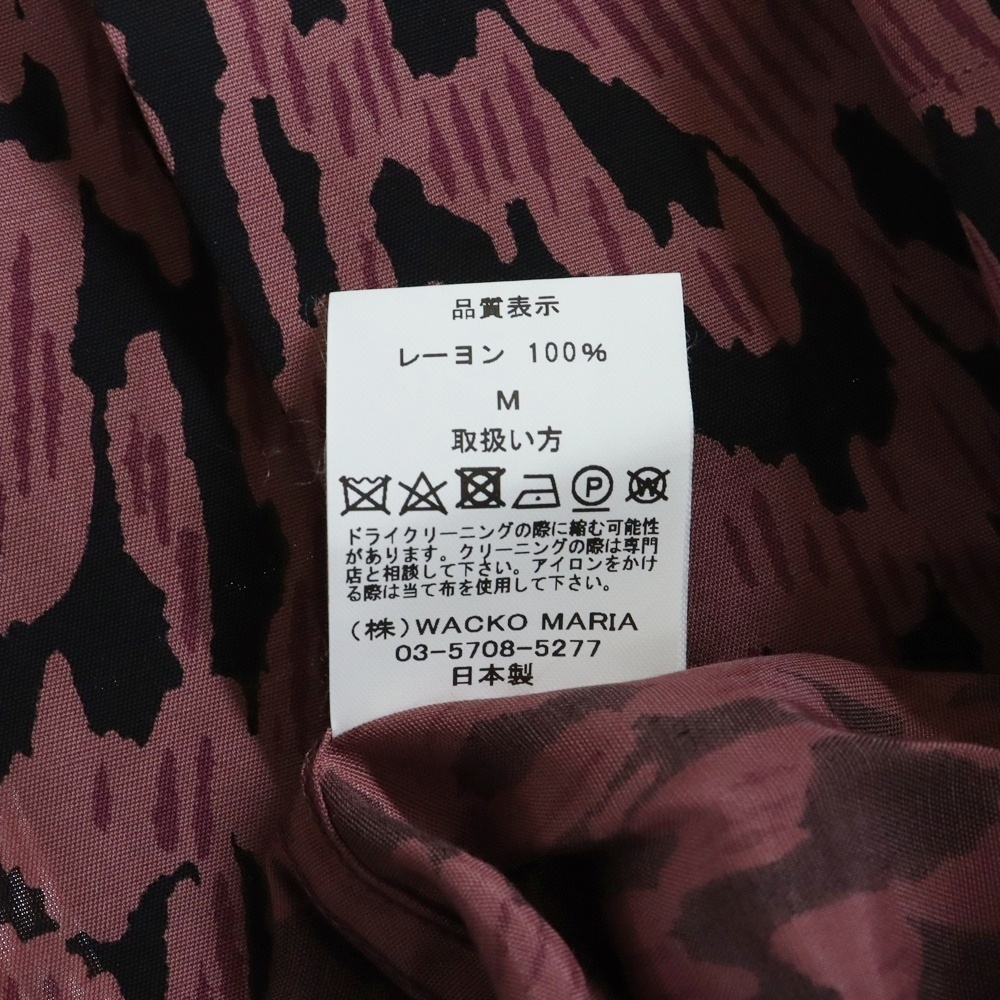 品質表示
レーヨン 100%
M
取扱い方
P W
ドライクリーニングの際に縮む可能性
があります。クリーニングの際は専門
店と相談して下さい。アイロンをかけ
る際は当て布を使用して下さい。
(株)WACKO MARIA
03-5708-5277
日本製